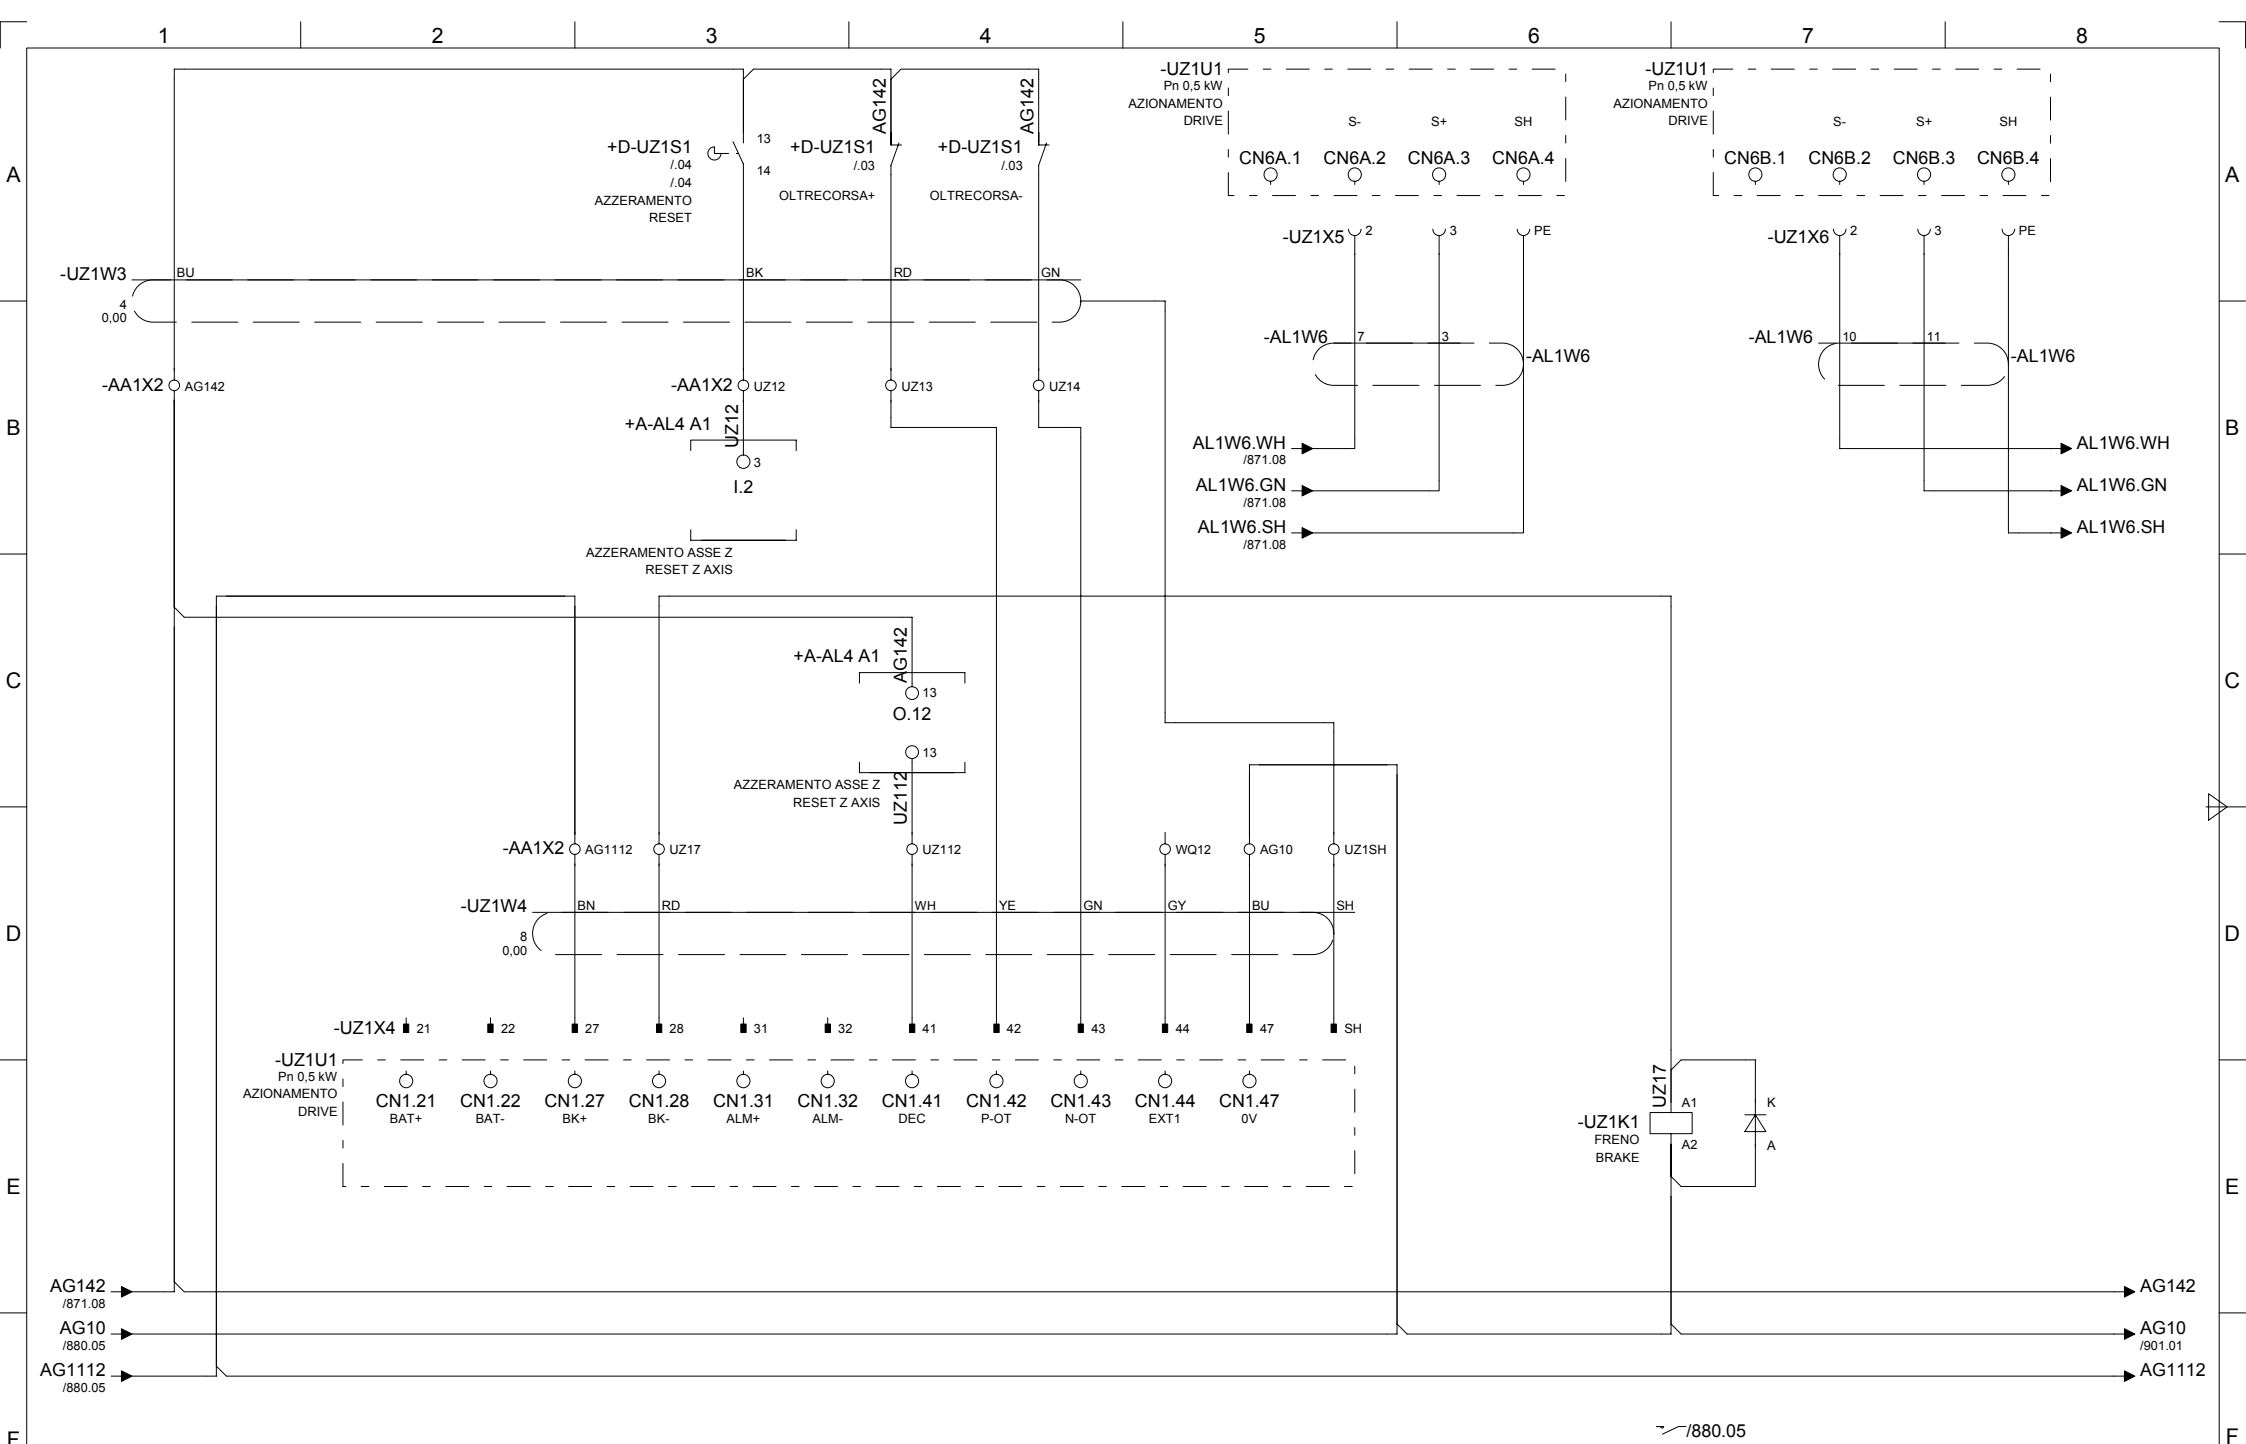 1 2 3 4 5 6 7 8
A A
B B
C C
D D
E E
F F
AG142
AG142
+D-UZ1S1
/.04
/.04
AZZERAMENTO
RESET
13
14
+D-UZ1S1
/.03
OLTRECORSA+
+D-UZ1S1
/.03
OLTRECORSA-
-UZ1U1
Pn 0,5 kW
AZIONAMENTO
DRIVE
S- S+ SH
CN6A.1 CN6A.2 CN6A.3 CN6A.4
-UZ1U1
Pn 0,5 kW
AZIONAMENTO
DRIVE
S- S+ SH
CN6B.1 CN6B.2 CN6B.3 CN6B.4
-UZ1X5 2 3 PE
-UZ1X6 2 3 PE
-UZ1W3 BU BK RD GN
4
0,00
-AL1W6 7 3 -AL1W6
-AL1W6 10 11 -AL1W6
-AA1X2 AG142
-AA1X2 UZ12 UZ13 UZ14
UZ12
+A-AL4 A1
3
I.2
AZZERAMENTO ASSE Z
RESET Z AXIS
AL1W6.WH
/871.08
AL1W6.GN
/871.08
AL1W6.SH
/871.08
AL1W6.WH
AL1W6.GN
AL1W6.SH
AG142
+A-AL4 A1
13
O.12
13
AZZERAMENTO ASSE Z
RESET Z AXIS
UZ112
-AA1X2 AG1112 UZ17 UZ112 WQ12 AG10 UZ1SH
-UZ1W4 BN RD WH YE GN GY BU SH
8
0,00
-UZ1X4 21 22 27 28 31 32 41 42 43 44 47 SH
-UZ1U1
Pn 0,5 kW
AZIONAMENTO
DRIVE
CN1.21 CN1.22 CN1.27 CN1.28 CN1.31 CN1.32 CN1.41 CN1.42 CN1.43 CN1.44 CN1.47
BAT+ BAT- BK+ BK- ALM+ ALM- DEC P-OT N-OT EXT1 0V
UZ17
-UZ1K1
FRENO
BRAKE
A1
A2
K
A
AG142
/871.08
AG10
/880.05
AG1112
/880.05
AG142
AG10
/901.01
AG1112
/880.05